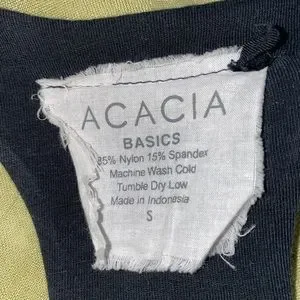 ACACIA
BASICS
85% Nylon 15% Spandex
Machine Wash Cold
Tumble Dry Low
Made in Indonesia
S